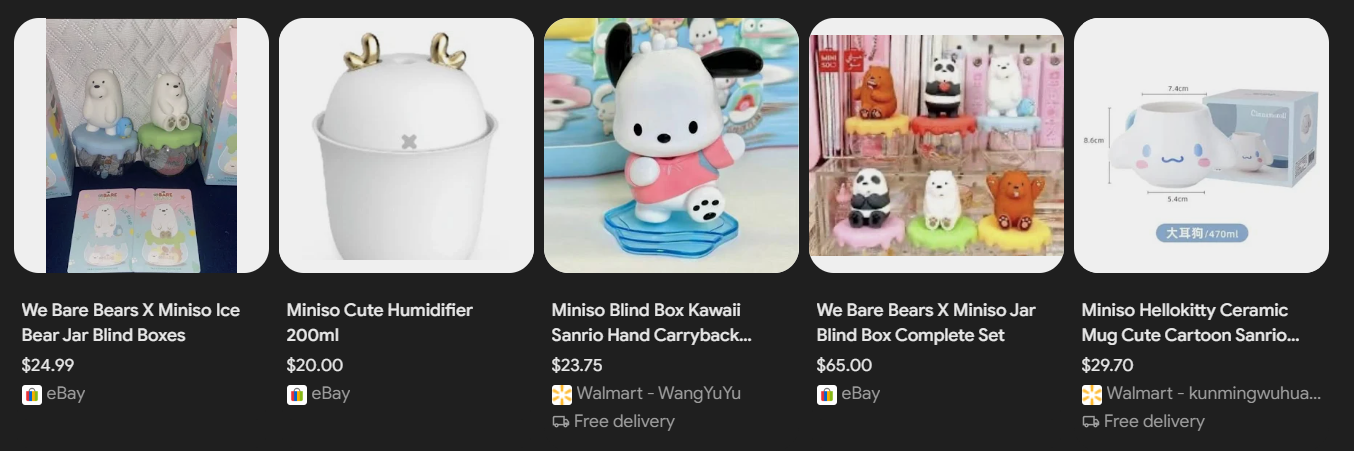 MINI
SO
7.4cm
8.6cm
Cinnamoroll
5.4cm
大耳狗/470ml
We Bare Bears X Miniso Ice
Bear Jar Blind Boxes
$24.99
eBay
Miniso Cute Humidifier
200ml
$20.00
eBay
Miniso Blind Box Kawaii
Sanrio Hand Carryback...
$23.75
Walmart - WangYuYu
Free delivery
We Bare Bears X Miniso Jar
Blind Box Complete Set
$65.00
eBay
Miniso Hellokitty Ceramic
Mug Cute Cartoon Sanrio...
$29.70
Walmart - kunmingwuhua...
Free delivery